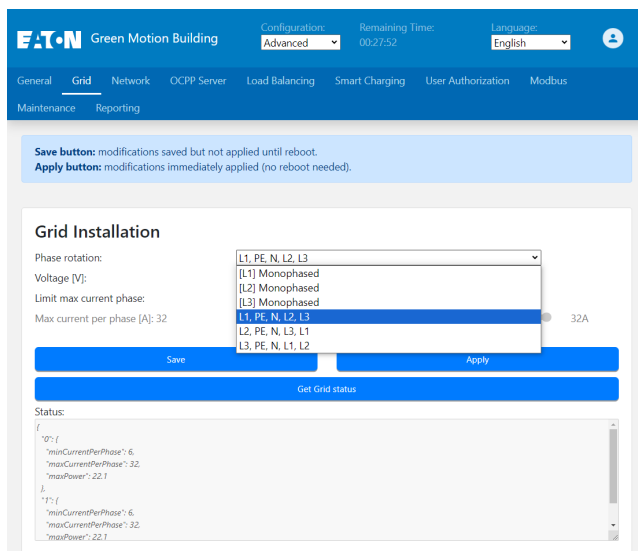 EATON Green Motion Building
Configuration: Remaining Time: Language:
Advanced 00:27:52 English
General Grid Network OCPP Server Load Balancing Smart Charging User Authorization Modbus
Maintenance Reporting
Save button: modifications saved but not applied until reboot.
Apply button: modifications immediately applied (no reboot needed).
Grid Installation
Phase rotation: L1, PE, N, L2, L3
Voltage [V]:
Limit max current phase:
Max current per phase [A]: 32
[L1] Monophased
[L2] Monophased
[L3] Monophased
L1, PE, N, L2, L3
L2, PE, N, L3, L1
L3, PE, N, L1, L2
32A
Save Apply
Get Grid status
Status:
{
"0": {
"minCurrentPerPhase": 6,
"maxCurrentPerPhase": 32,
"maxPower": 22.1
},
"1": {
"minCurrentPerPhase": 6,
"maxCurrentPerPhase": 32,
"maxPower": 22.1